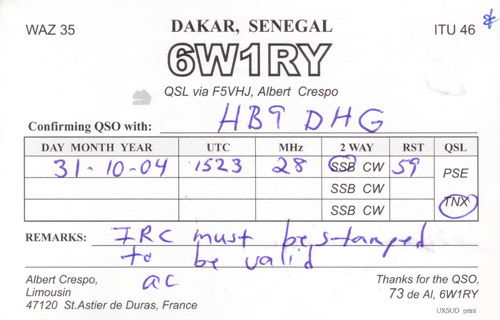 WAZ 35
DAKAR, SENEGAL
ITU 46
6W1RY
QSL via F5VHJ, Albert Crespo
Confirming QSO with: HB9 DHG
DAY MONTH YEAR UTC MHz 2 WAY RST QSL
31-10-04 1523 28 SSB CW 59 PSE
SSB CW
SSB CW TNX
REMARKS: IRC must be stamped
to be valid
ac
Albert Crespo,
Limousin
47120 St.Astier de Duras, France
Thanks for the QSO,
73 de Al, 6W1RY
UX5UO print